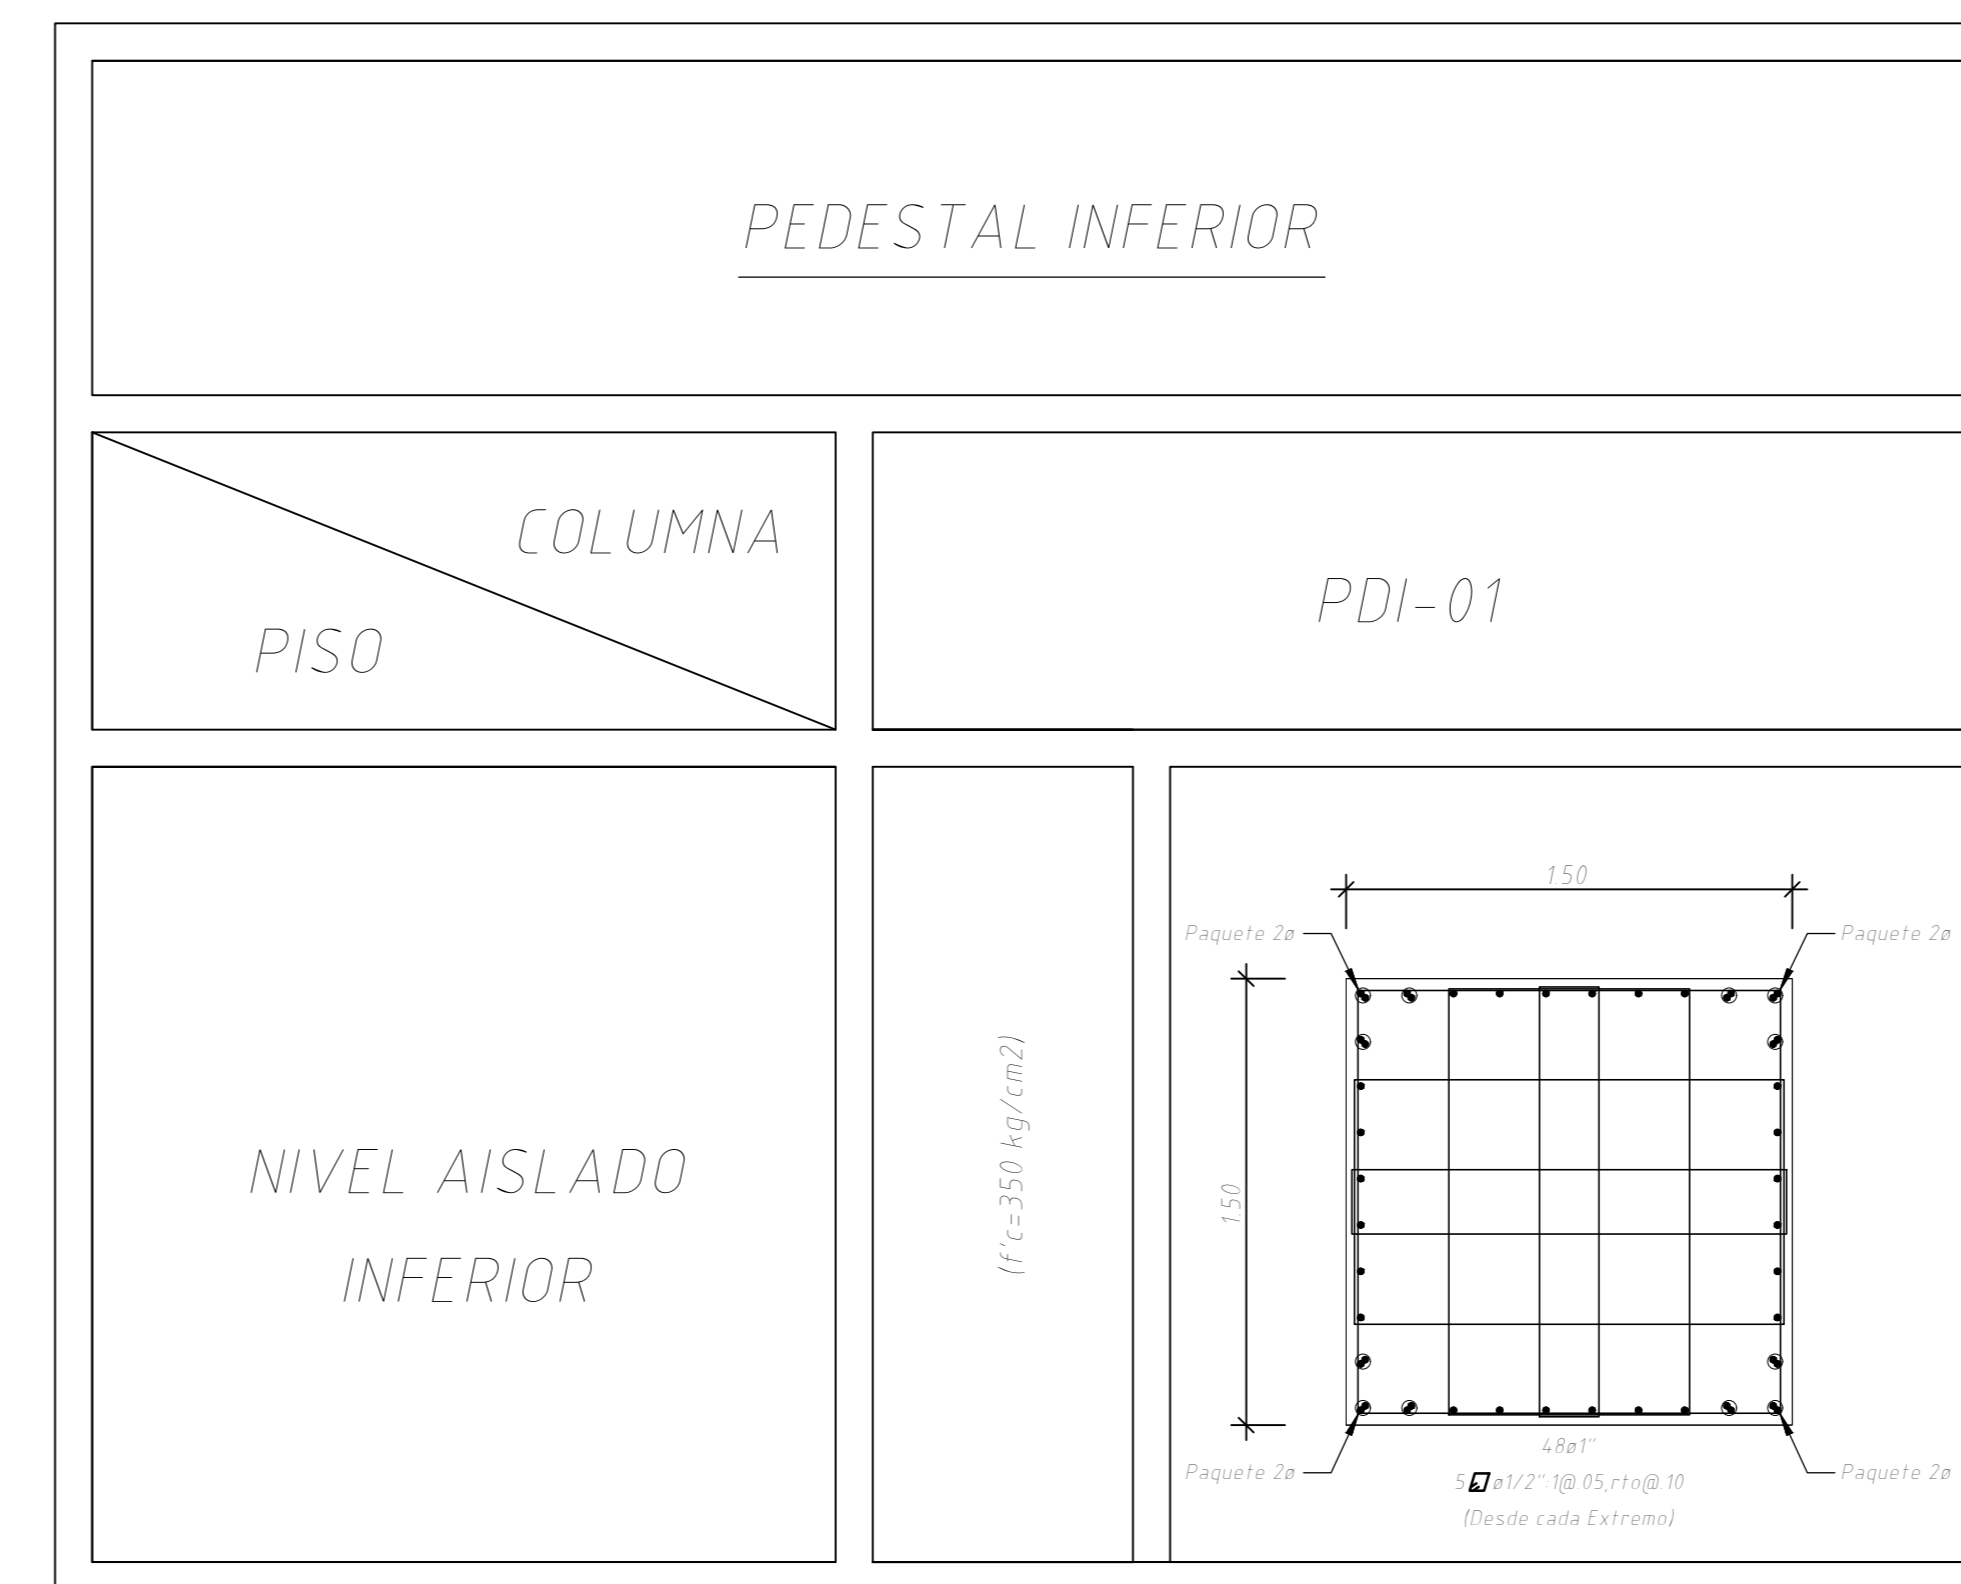 PEDESTAL INFERIOR
COLUMNA
PISO
PDI-01
NIVEL AISLADO
INFERIOR
(f'c=350 kg/cm2)
1.50
Paquete 2ø
Paquete 2ø
1.50
Paquete 2ø
Paquete 2ø
48ø1"
5 ø1/2":1@.05,rto@.10
(Desde cada Extremo)